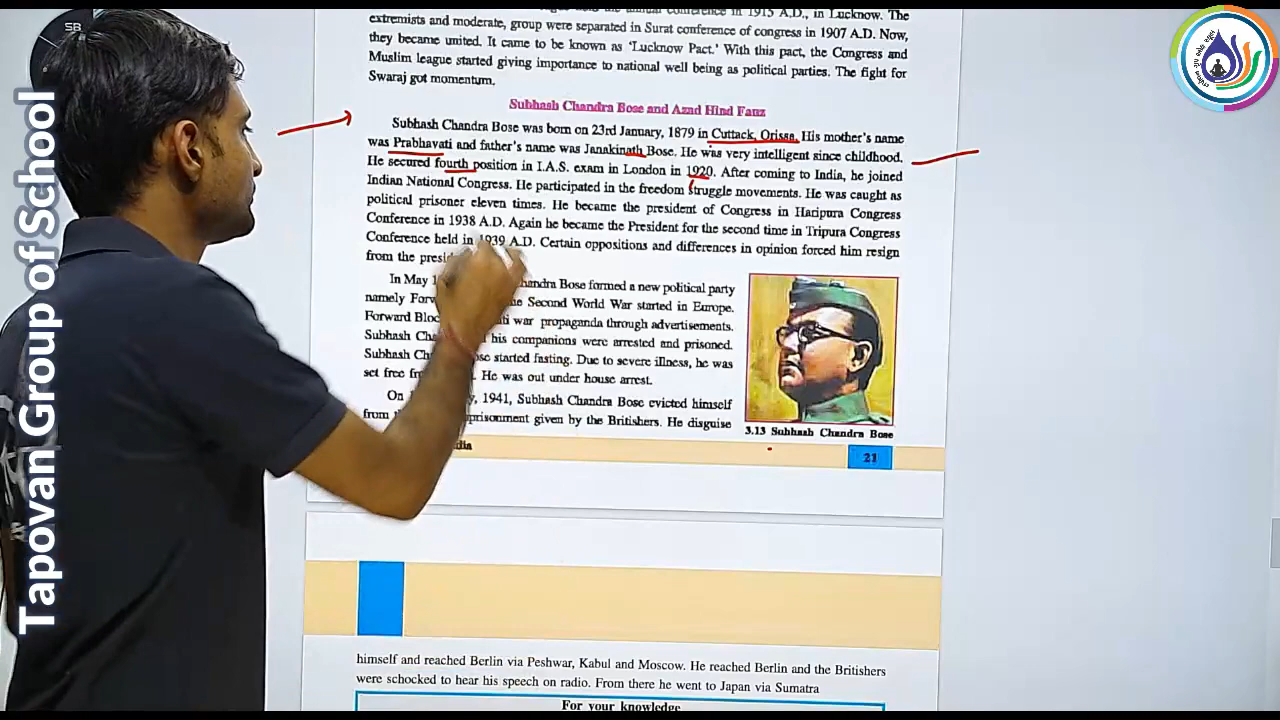 SB
Tapovan Group of School
the annual conference in 1915 A.D., in Lucknow. The
extremists and moderate, group were separated in Surat conference of congress in 1907 A.D. Now,
they became united. It came to be known as 'Lucknow Pact.' With this pact, the Congress and
Muslim league started giving importance to national well being as political parties. The fight for
Swaraj got momentum.
Subhash Chandra Bose and Azad Hind Fauz
Subhash Chandra Bose was born on 23rd January, 1879 in Cuttack, Orissa. His mother's name
was Prabhavati and father's name was Janakinath Bose. He was very intelligent since childhood.
He secured fourth position in I.A.S. exam in London in 1920. After coming to India, he joined
Indian National Congress. He participated in the freedom struggle movements. He was caught as
political prisoner eleven times. He became the president of Congress in Haripura Congress
Conference in 1938 A.D. Again he became the President for the second time in Tripura Congress
Conference held in 1939 A.D. Certain oppositions and differences in opinion forced him resign
from the
In May Bose formed a new political party
namely Second World War started in Europe.
Forward war propaganda through advertisements.
Subhash his companions were arrested and prisoned.
Subhash started fasting. Due to severe illness, he was
set free He was out under house arrest.
On 1941, Subhash Chandra Bose evicted himself
from given by the Britishers. He disguise
3.13 Subhash Chandra Bose
21
himself and reached Berlin via Peshwar, Kabul and Moscow. He reached Berlin and the Britishers
were schocked to hear his speech on radio. From there he went to Japan via Sumatra
For your knowledge